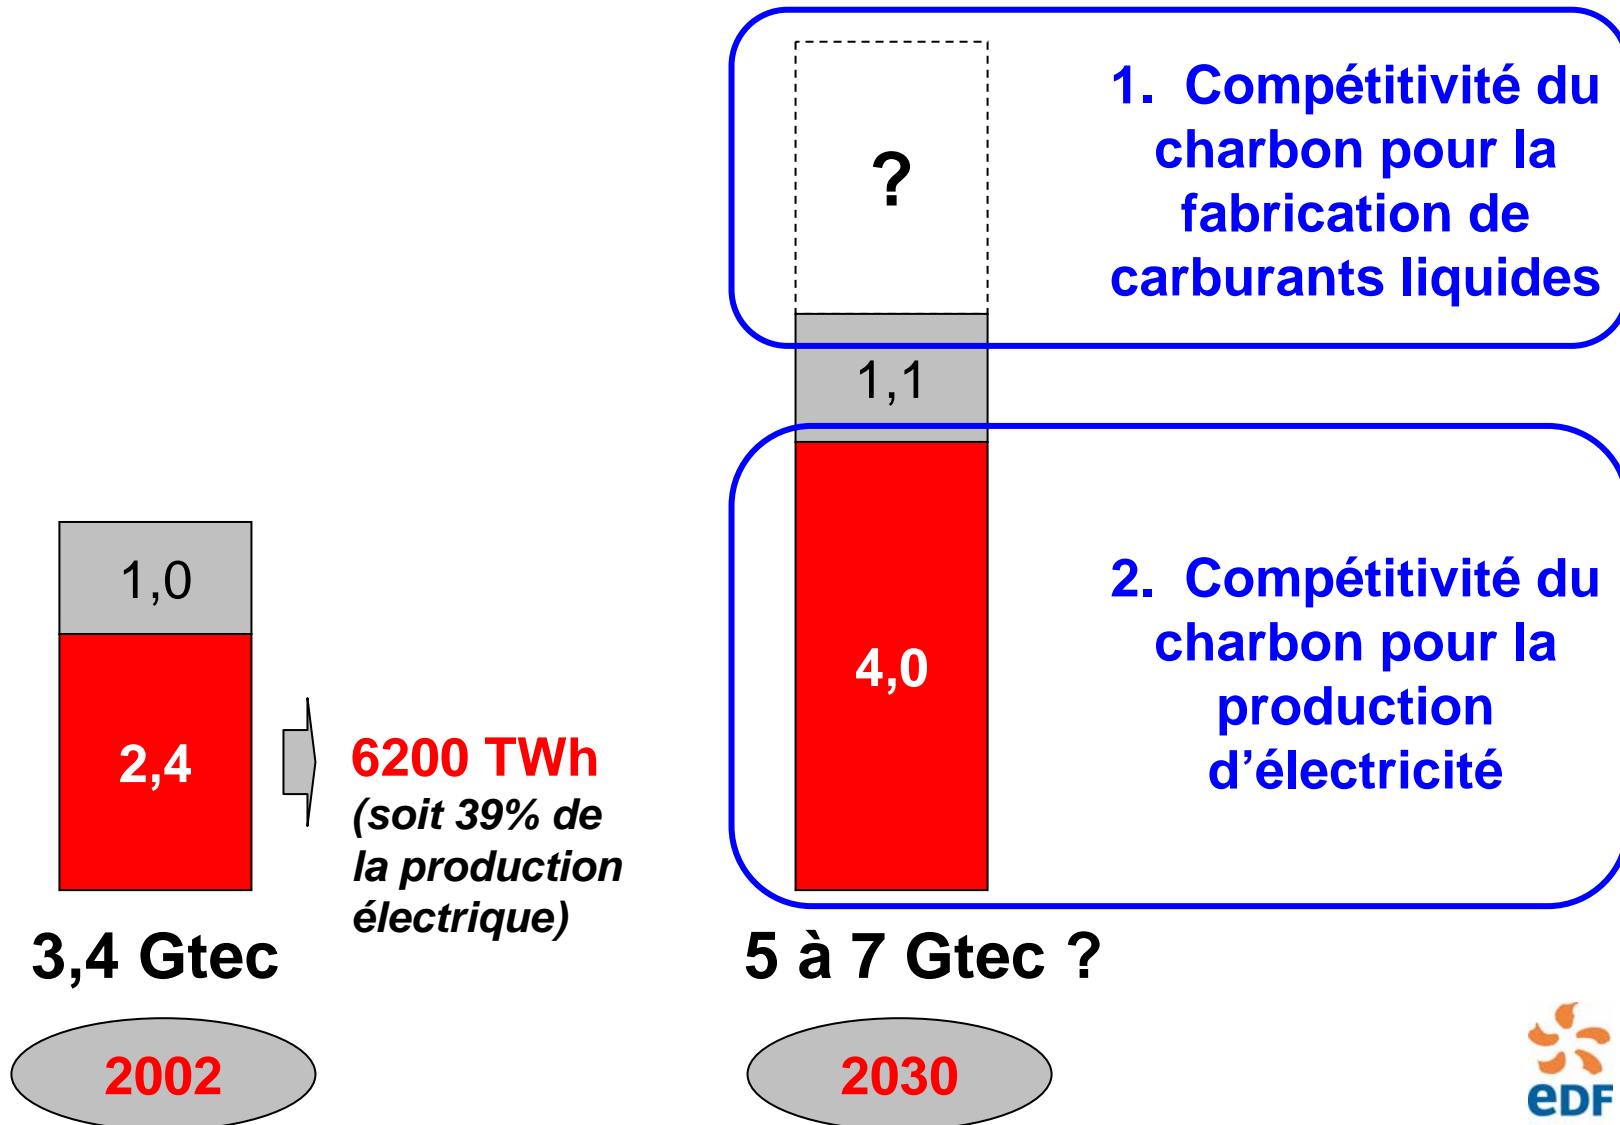 1,0
2,4
6200 TWh
(soit 39% de
la production
électrique)
3,4 Gtec
2002
?
1,1
4,0
5 à 7 Gtec ?
2030
1. Compétitivité du
charbon pour la
fabrication de
carburants liquides
2. Compétitivité du
charbon pour la
production
d’électricité
eDF